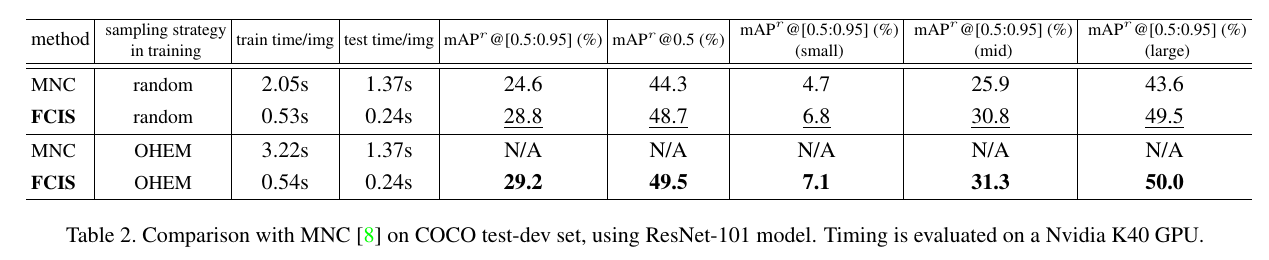 method | sampling strategy in training | train time/img | test time/img | mAP^r@[0.5:0.95] (%) | mAP^r@0.5 (%) | mAP^r@[0.5:0.95] (%) (small) | mAP^r@[0.5:0.95] (%) (mid) | mAP^r@[0.5:0.95] (%) (large)
MNC | random | 2.05s | 1.37s | 24.6 | 44.3 | 4.7 | 25.9 | 43.6
FCIS | random | 0.53s | 0.24s | 28.8 | 48.7 | 6.8 | 30.8 | 49.5
MNC | OHEM | 3.22s | 1.37s | N/A | N/A | N/A | N/A | N/A
FCIS | OHEM | 0.54s | 0.24s | 29.2 | 49.5 | 7.1 | 31.3 | 50.0
Table 2. Comparison with MNC [8] on COCO test-dev set, using ResNet-101 model. Timing is evaluated on a Nvidia K40 GPU.